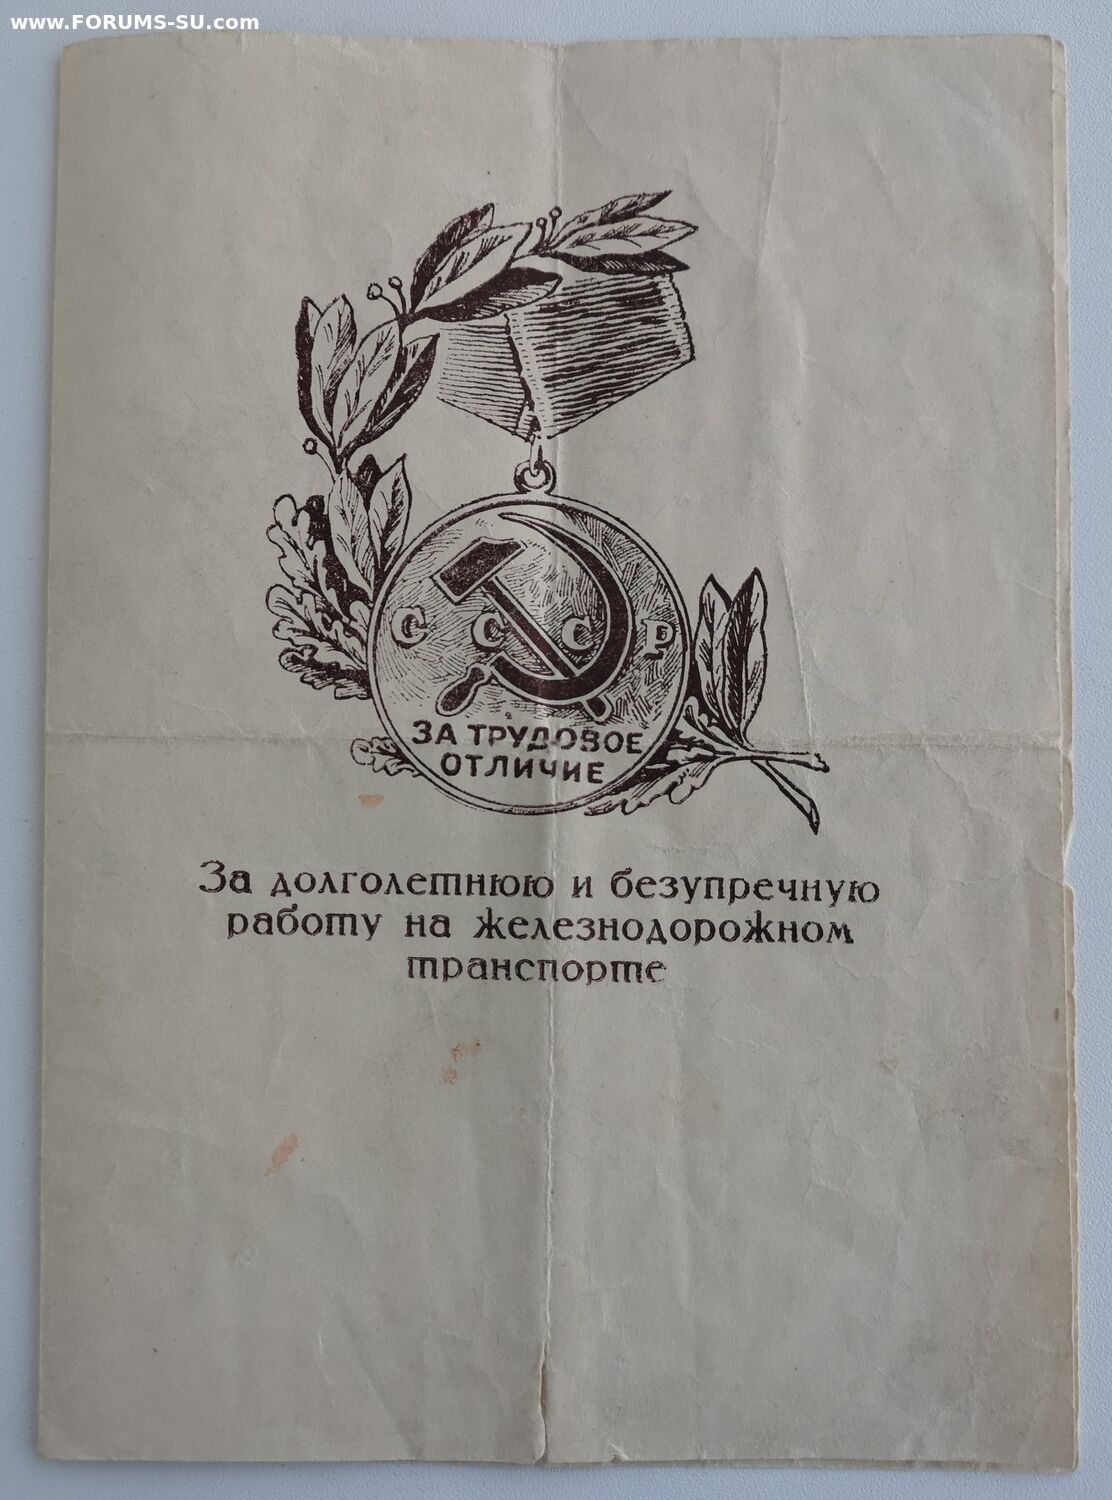 www.FORUMS-SU.com
С С С Р
ЗА ТРУДОВОЕ
ОТЛИЧИЕ
За долголетнюю и безупречную
работу на железнодорожном
транспорте